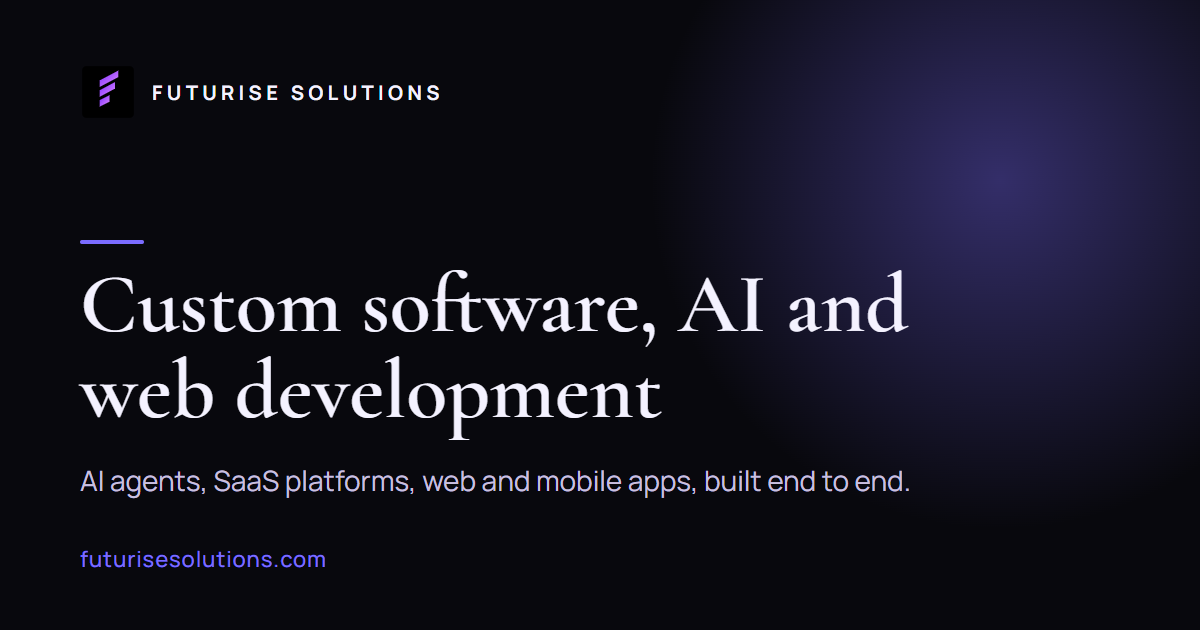 FUTURISE SOLUTIONS
Custom software, AI and
web development
AI agents, SaaS platforms, web and mobile apps, built end to end.
futurisesolutions.com